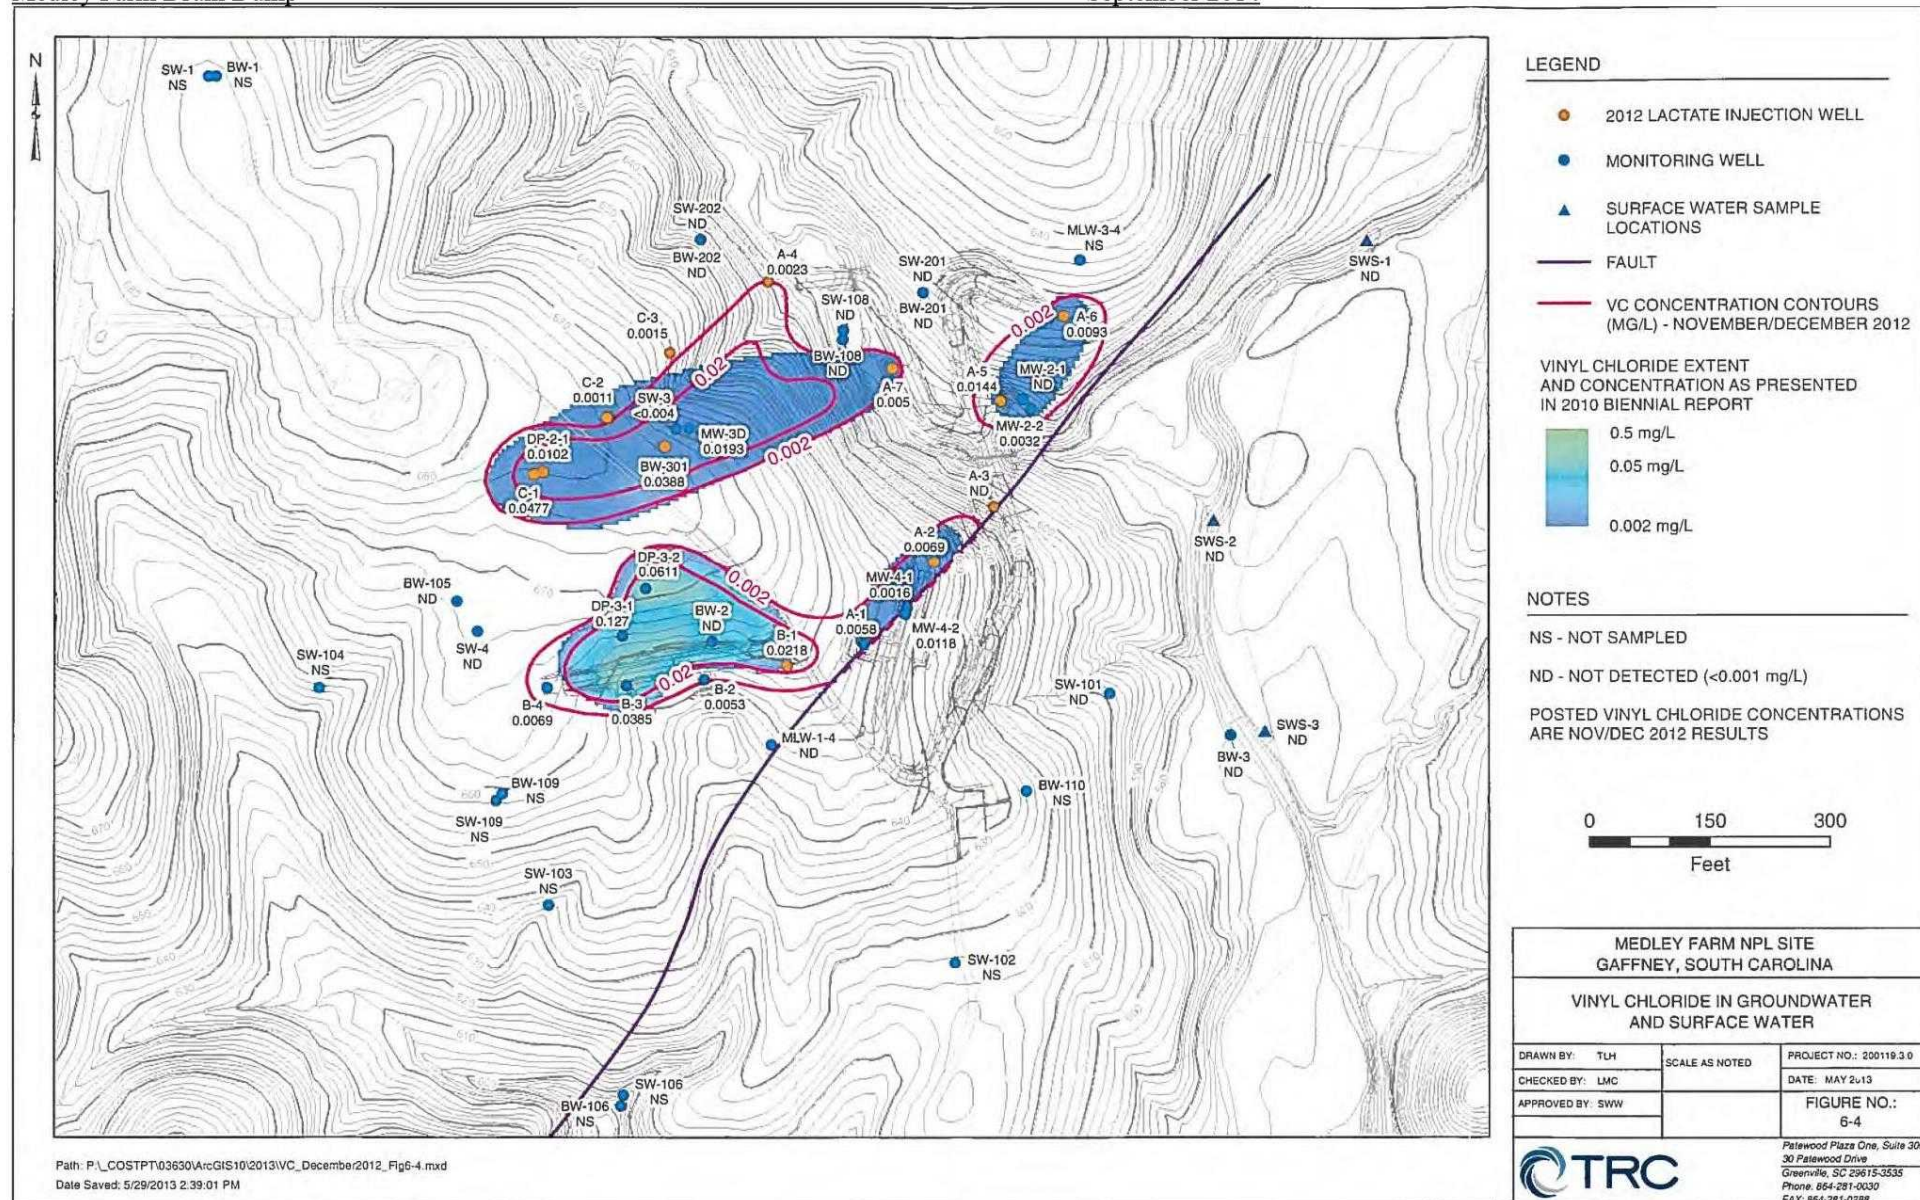 N
SW-1
NS
BW-1
NS
SW-202
ND
BW-202
ND
A-4
0.0023
SW-201
ND
BW-201
ND
MLW-3-4
NS
SWS-1
ND
C-3
0.0015
SW-108
ND
BW-108
ND
0.002
A-6
0.0093
A-5
0.0144
MW-2-1
ND
MW-2-2
0.0032
C-2
0.0011
0.02
SW-3
<0.004
A-7
0.005
DP-2-1
0.0102
MW-3D
0.0193
BW-301
0.0388
0.002
C-1
0.0477
A-3
ND
SWS-2
ND
A-2
0.0069
DP-3-2
0.0611
0.002
MW-4-1
0.0016
BW-105
ND
DP-3-1
0.127
BW-2
ND
A-1
0.0058
MW-4-2
0.0118
B-1
0.0218
SW-4
ND
SW-104
NS
0.02
B-4
0.0069
B-3
0.0385
B-2
0.0053
SW-101
ND
MLW-1-4
ND
BW-3
ND
SWS-3
ND
BW-109
NS
SW-109
NS
BW-110
NS
SW-103
NS
SW-102
NS
SW-106
NS
BW-106
NS
660
670
660
670
640
640
630
650
640
610
LEGEND
2012 LACTATE INJECTION WELL
MONITORING WELL
SURFACE WATER SAMPLE
LOCATIONS
FAULT
VC CONCENTRATION CONTOURS
(MG/L) - NOVEMBER/DECEMBER 2012
VINYL CHLORIDE EXTENT
AND CONCENTRATION AS PRESENTED
IN 2010 BIENNIAL REPORT
0.5 mg/L
0.05 mg/L
0.002 mg/L
NOTES
NS - NOT SAMPLED
ND - NOT DETECTED (<0.001 mg/L)
POSTED VINYL CHLORIDE CONCENTRATIONS
ARE NOV/DEC 2012 RESULTS
0 150 300
Feet
MEDLEY FARM NPL SITE
GAFFNEY, SOUTH CAROLINA
VINYL CHLORIDE IN GROUNDWATER
AND SURFACE WATER
DRAWN BY: TLH
SCALE AS NOTED
PROJECT NO.: 200119.3.0
CHECKED BY: LMC
DATE: MAY 2013
APPROVED BY: SWW
FIGURE NO.:
6-4
TRC
Patewood Plaza One, Suite 30
30 Patewood Drive
Greenville, SC 29615-3535
Phone. 864-281-0030
Path: P:\_COSTPT\03630\ArcGIS10\2013\VC_December2012_Fig6-4.mxd
Date Saved: 5/29/2013 2:39:01 PM